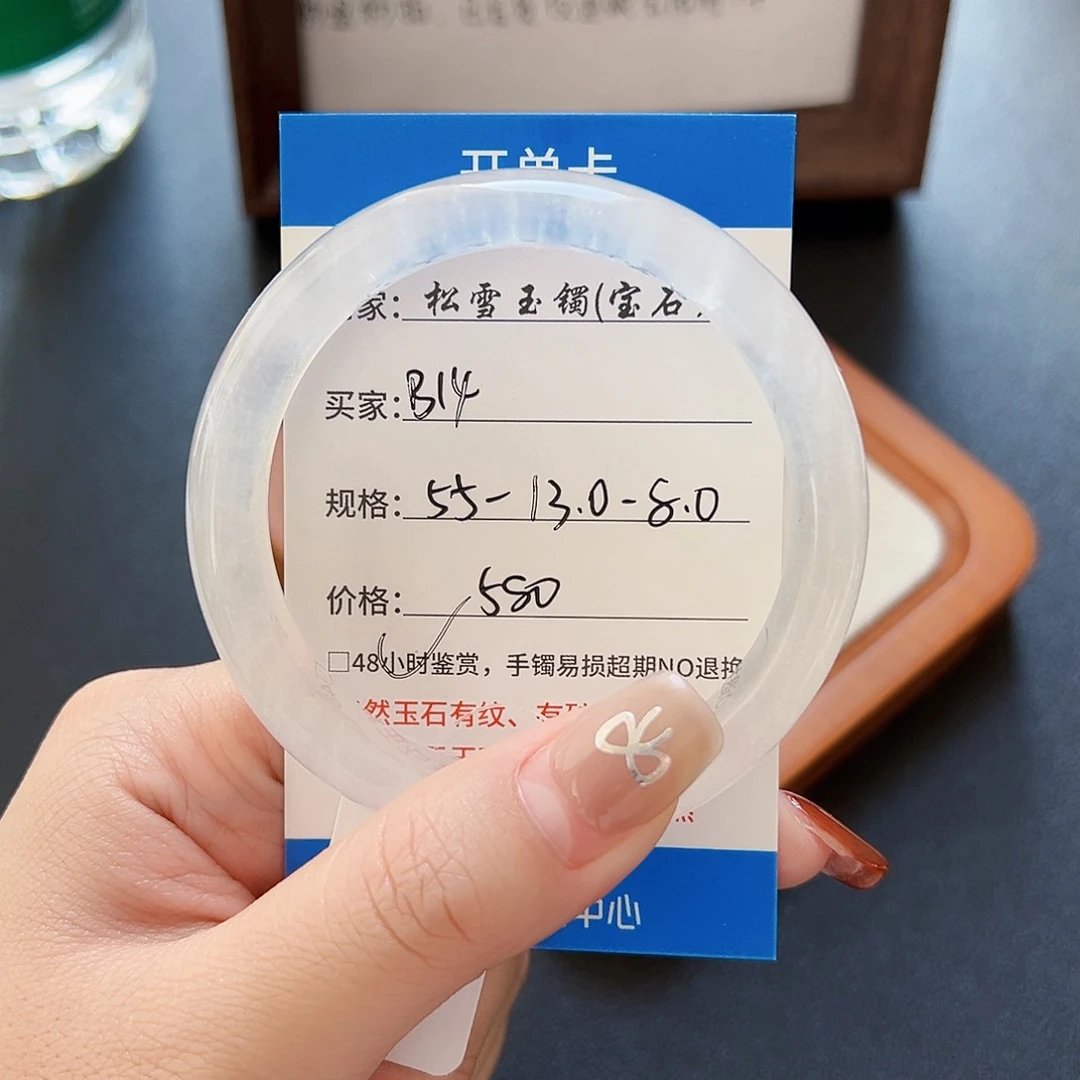 开单卡
家：松雪玉镯(宝石
买家：B14
规格：55-13.0-8.0
价格：580
□48小时鉴赏，手镯易损超期NO退换
然玉石有纹、有
中心